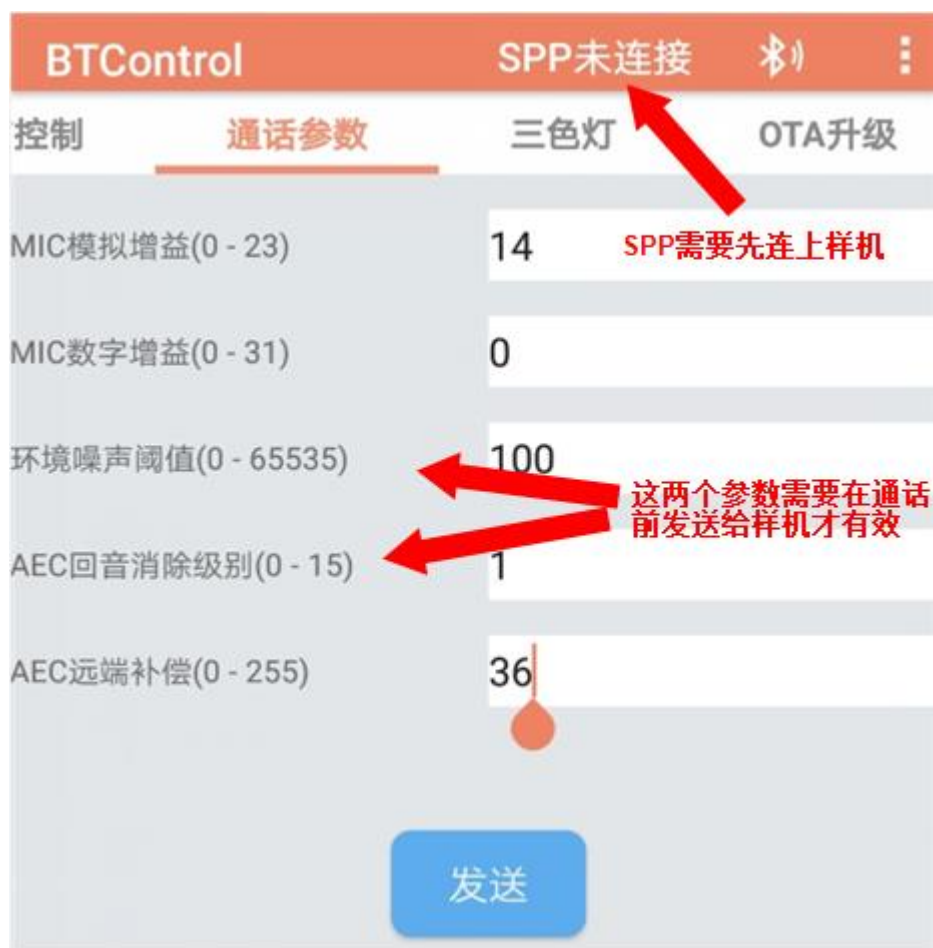 BTControl SPP未连接
控制 通话参数 三色灯 OTA升级
MIC模拟增益(0 - 23) 14 SPP需要先连上样机
MIC数字增益(0 - 31) 0
环境噪声阈值(0 - 65535) 100
这两个参数需要在通话
前发送给样机才有效
AEC回音消除级别(0 - 15) 1
AEC远端补偿(0 - 255) 36
发送